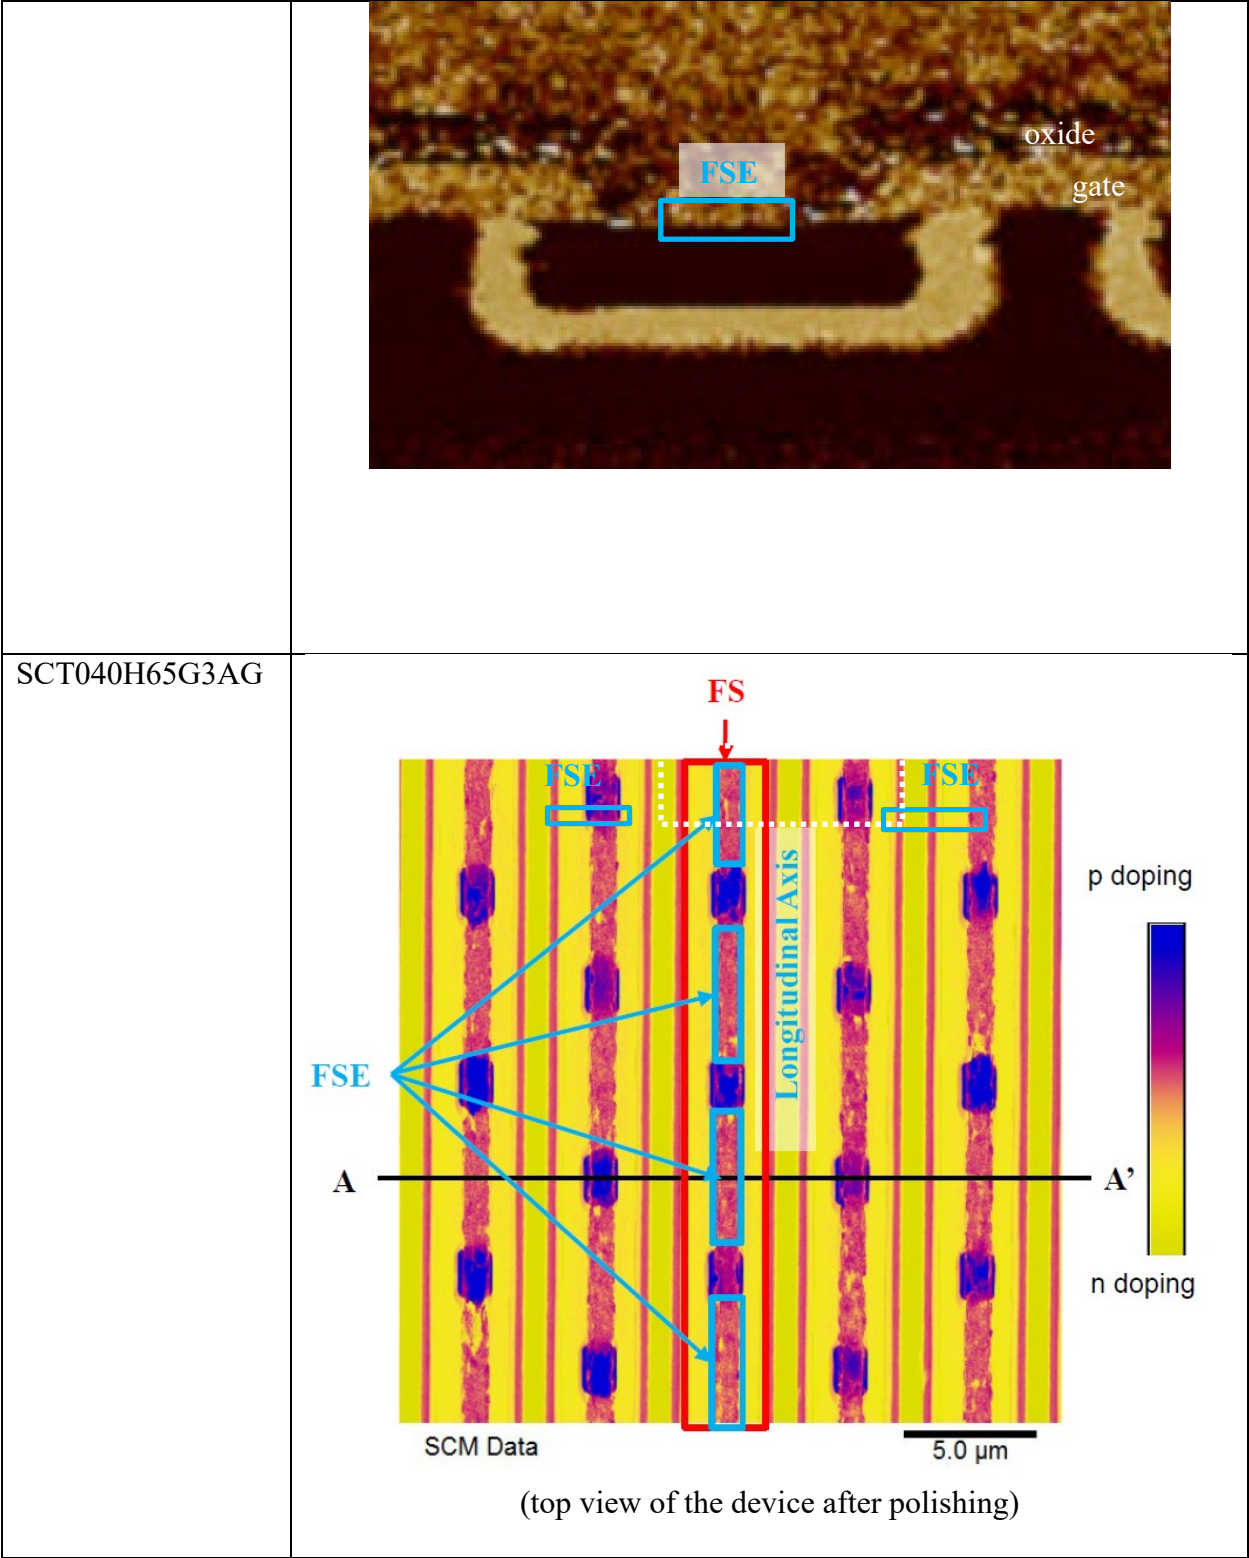 oxide
FSE
gate
SCT040H65G3AG
FS
FSE
FSE
Longitudinal Axis
p doping
FSE
A
A’
n doping
SCM Data
5.0 µm
(top view of the device after polishing)